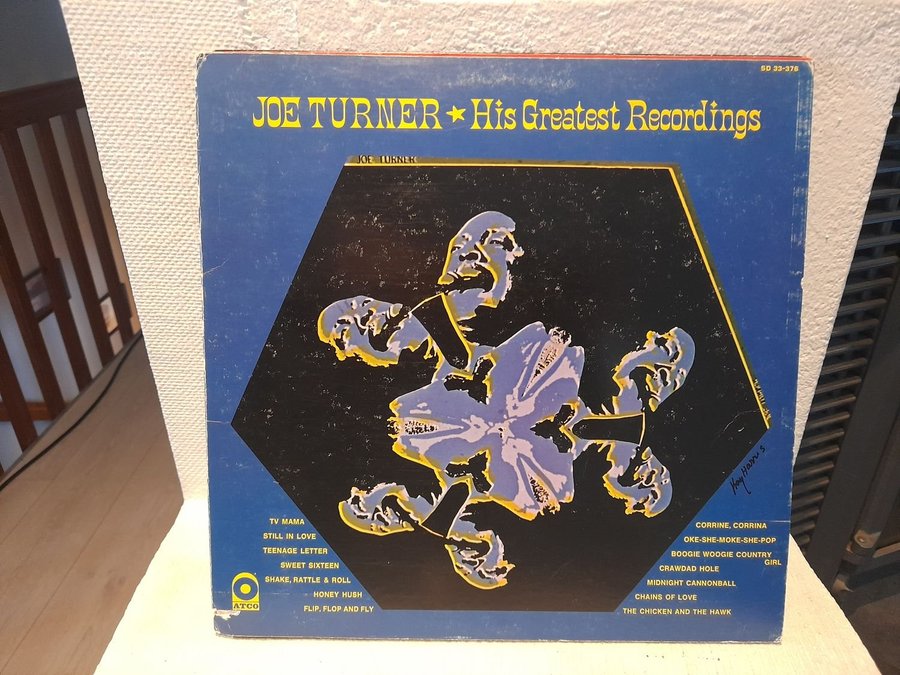 SD 33-376
JOE TURNER ★ His Greatest Recordings
JOE TURNER
TV MAMA
STILL IN LOVE
TEENAGE LETTER
SWEET SIXTEEN
SHAKE, RATTLE & ROLL
HONEY HUSH
FLIP, FLOP AND FLY
ATCO
CORRINE, CORRINA
OKE-SHE-MOKE-SHE-POP
BOOGIE WOOGIE COUNTRY
GIRL
CRAWDAD HOLE
MIDNIGHT CANNONBALL
CHAINS OF LOVE
THE CHICKEN AND THE HAWK